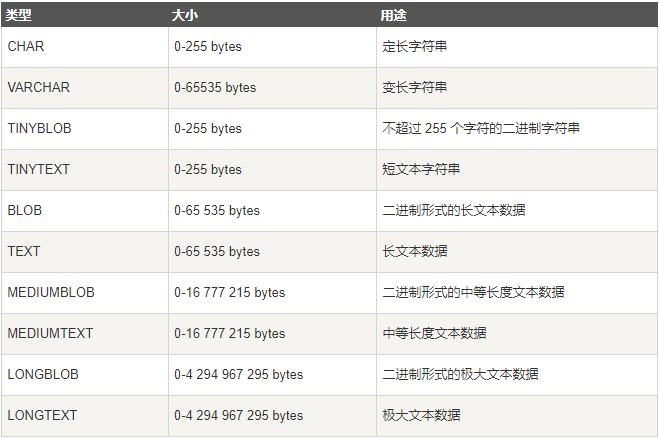 类型 大小 用途
CHAR 0-255 bytes 定长字符串
VARCHAR 0-65535 bytes 变长字符串
TINYBLOB 0-255 bytes 不超过 255 个字符的二进制字符串
TINYTEXT 0-255 bytes 短文本字符串
BLOB 0-65 535 bytes 二进制形式的长文本数据
TEXT 0-65 535 bytes 长文本数据
MEDIUMBLOB 0-16 777 215 bytes 二进制形式的中等长度文本数据
MEDIUMTEXT 0-16 777 215 bytes 中等长度文本数据
LONGBLOB 0-4 294 967 295 bytes 二进制形式的极大文本数据
LONGTEXT 0-4 294 967 295 bytes 极大文本数据